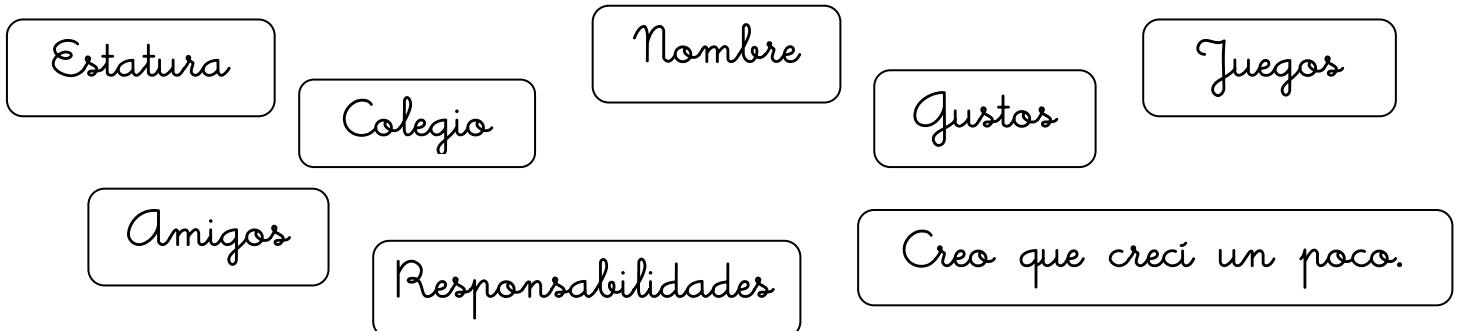 Estatura
Colegio
Nombre
Gustos
Juegos
Amigos
Responsabilidades
Creo que crecí un poco.